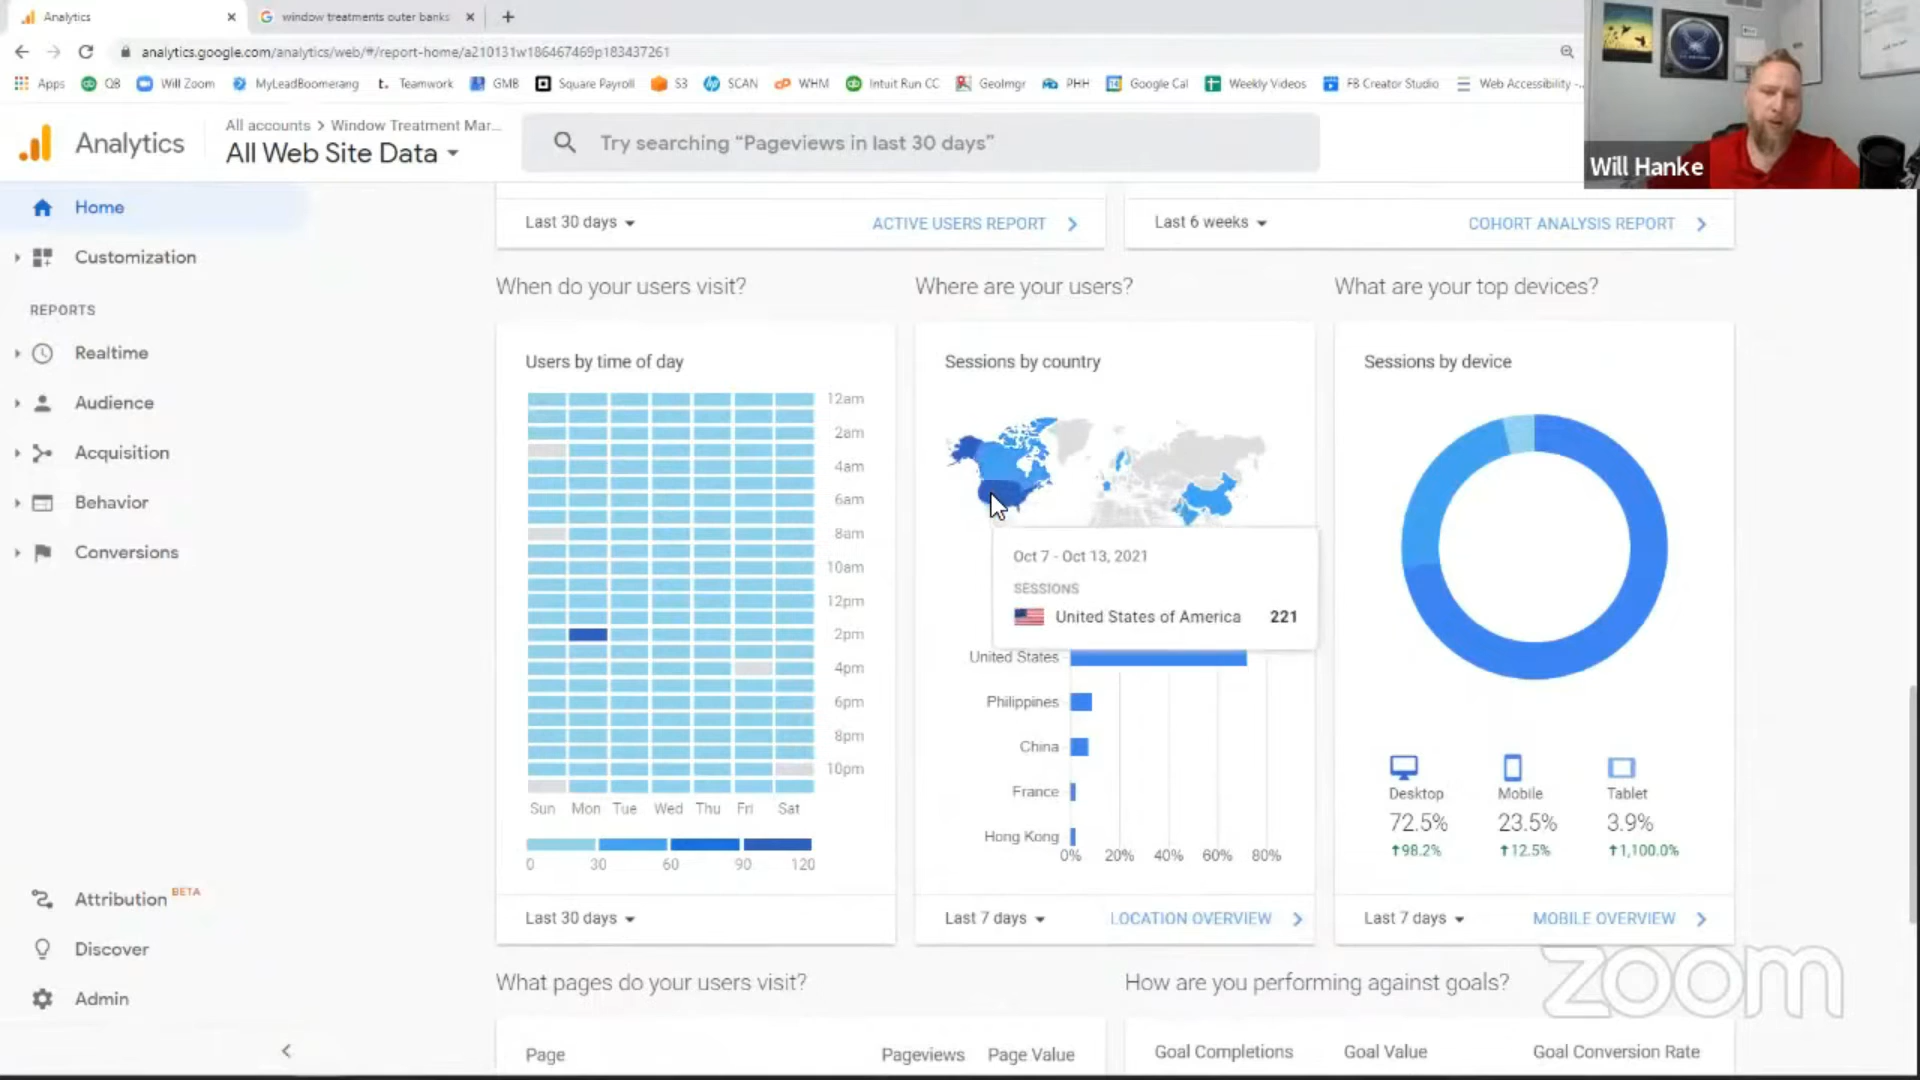 Analytics
window treatments outer banks
analytics.google.com/analytics/web/#/report-home/a210131w186467469p183437261
Apps QB Will Zoom MyLeadBoomerang t. Teamwork GMB Square Payroll S3 SCAN WHM Intuit Run CC GeoImgr PHH Google Cal Weekly Videos FB Creator Studio Web Accessibility -...
Analytics
All accounts > Window Treatment Mar...
All Web Site Data
Try searching “Pageviews in last 30 days”
Will Hanke
Home
Customization
REPORTS
Realtime
Audience
Acquisition
Behavior
Conversions
Attribution BETA
Discover
Admin
Last 30 days
ACTIVE USERS REPORT
Last 6 weeks
COHORT ANALYSIS REPORT
When do your users visit?
Users by time of day
12am
2am
4am
6am
8am
10am
12pm
2pm
4pm
6pm
8pm
10pm
Sun Mon Tue Wed Thu Fri Sat
0 30 60 90 120
Last 30 days
Where are your users?
Sessions by country
Oct 7 - Oct 13, 2021
SESSIONS
United States of America 221
United States
Philippines
China
France
Hong Kong
0% 20% 40% 60% 80%
Last 7 days
LOCATION OVERVIEW
What are your top devices?
Sessions by device
Desktop Mobile Tablet
72.5% 23.5% 3.9%
98.2% 12.5% 1,100.0%
Last 7 days
MOBILE OVERVIEW
What pages do your users visit?
Page Pageviews Page Value
How are you performing against goals?
Goal Completions Goal Value Goal Conversion Rate
zoom